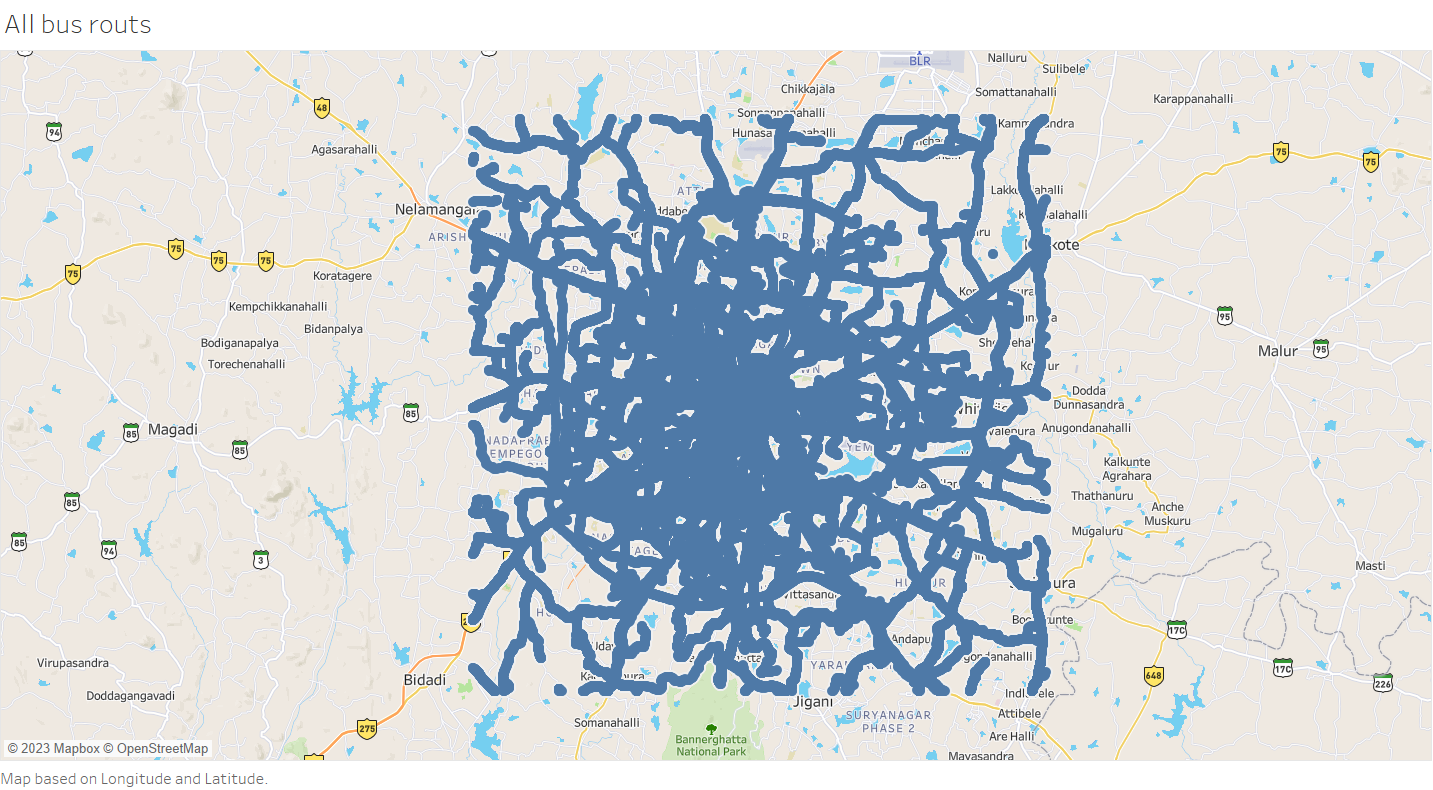 All bus routs
BLR
Nalluru
Sulibele
Chikkajala
Somattanahalli
Karappanahalli
48
94
Agasarahalli
75
75
Nelamangal
ARISH
Koratagere
75
75
75
75
Kempchikkanahalli
Bidanpalya
Bodiganapalya
Torechenahalli
95
Malur
95
Dodda
Dunnasandra
85
Magadi
85
85
Anugondanahalli
Kalkunte
Agrahara
Thathanuru
Anche
Muskuru
Mugaluru
85
85
94
3
Masti
17C
17C
226
648
Virupasandra
Doddagangavadi
Bidadi
275
Somanahalli
Jigani
SURYANAGAR
PHASE 2
Attibele
Are Halli
Mayasandra
Bannerghatta
National Park
© 2023 Mapbox © OpenStreetMap
Map based on Longitude and Latitude.